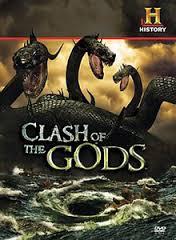 H
HISTORY
CLASH OF
THE GODS
DVD